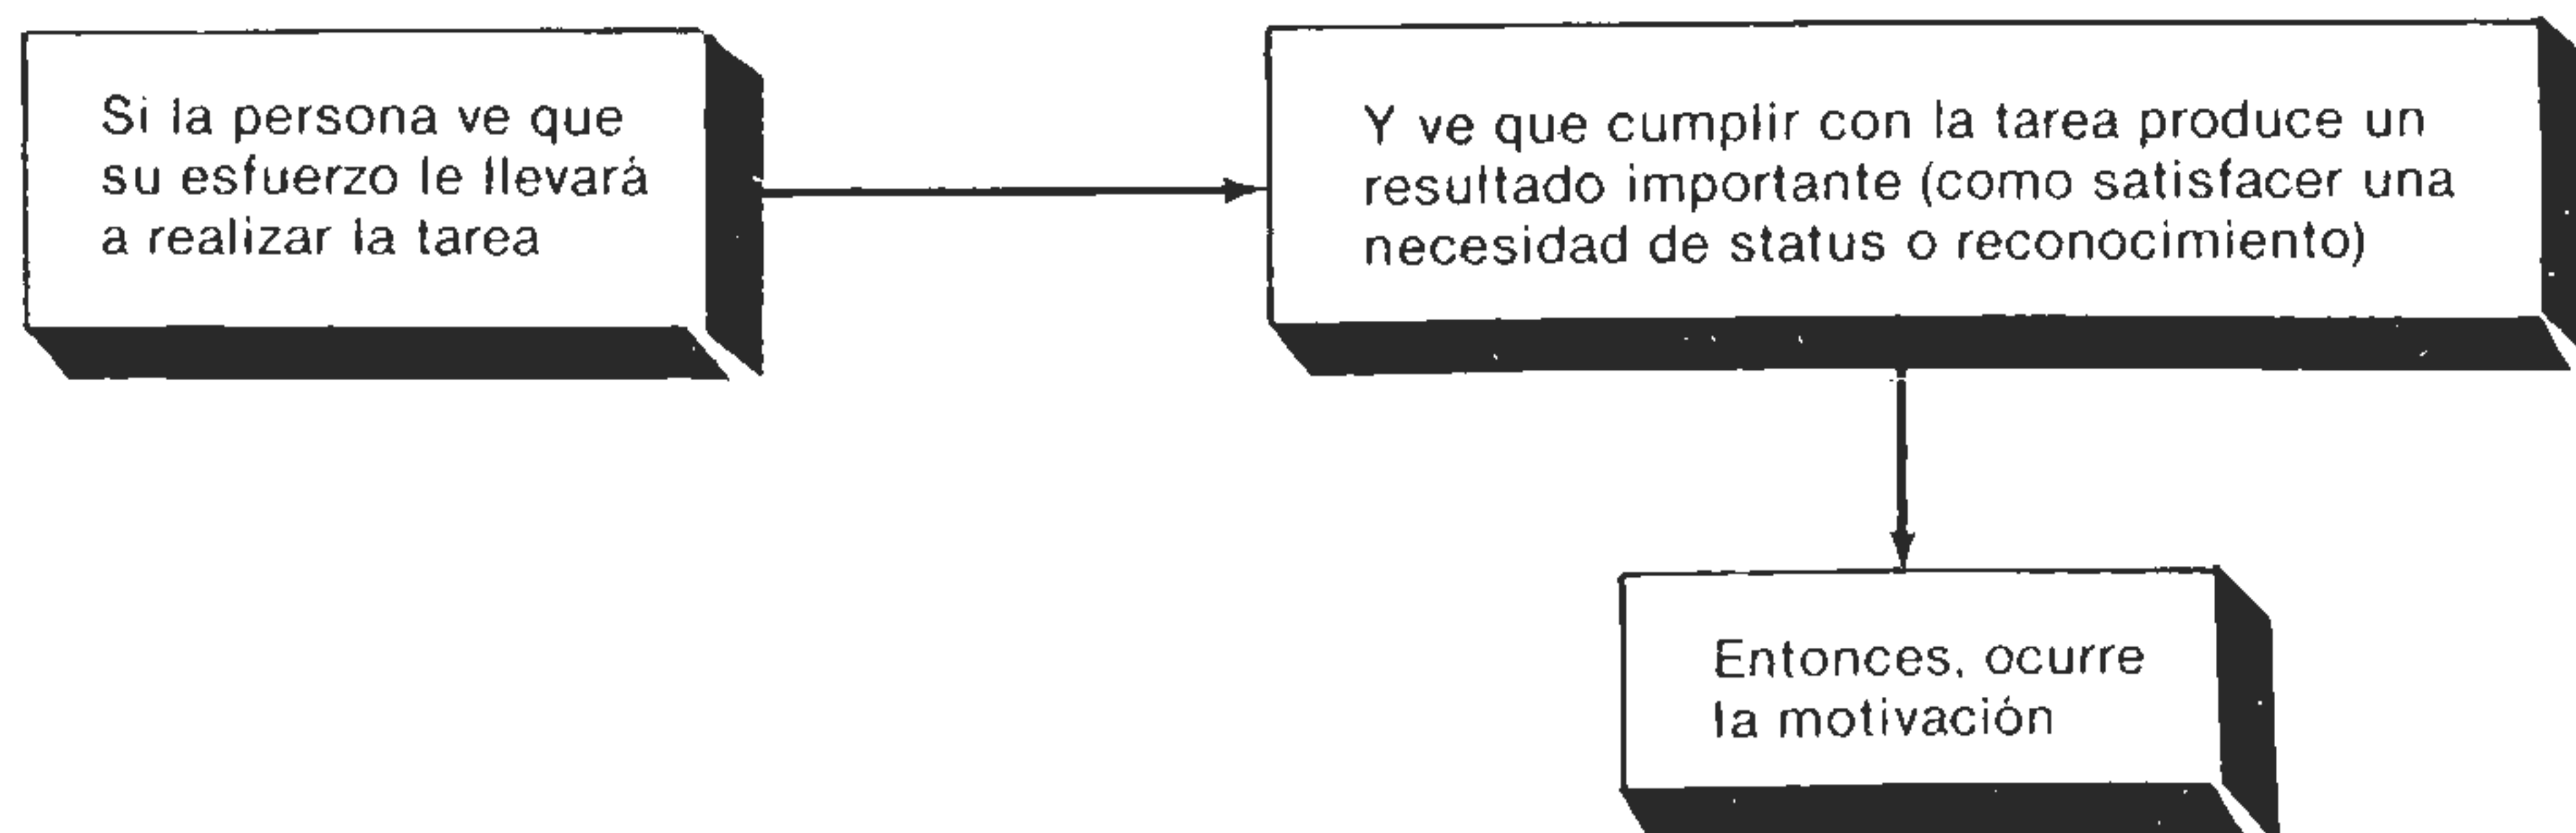 Si la persona ve que
su esfuerzo le llevará
a realizar la tarea
Y ve que cumplir con la tarea produce un
resultado importante (como satisfacer una
necesidad de status o reconocimiento)
Entonces, ocurre
la motivación